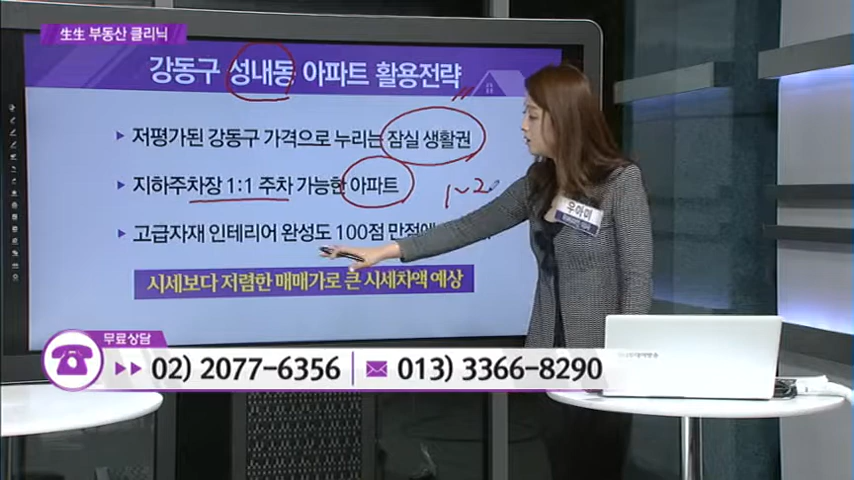 生生 부동산 클리닉
강동구 성내동 아파트 활용전략
저평가된 강동구 가격으로 누리는 잠실 생활권
지하주차장 1:1 주차 가능한 아파트
1~2
고급자재 인테리어 완성도 100점 만점에
시세보다 저렴한 매매가로 큰 시세차액 예상
우아미
무료상담
02) 2077-6356
013) 3366-8290